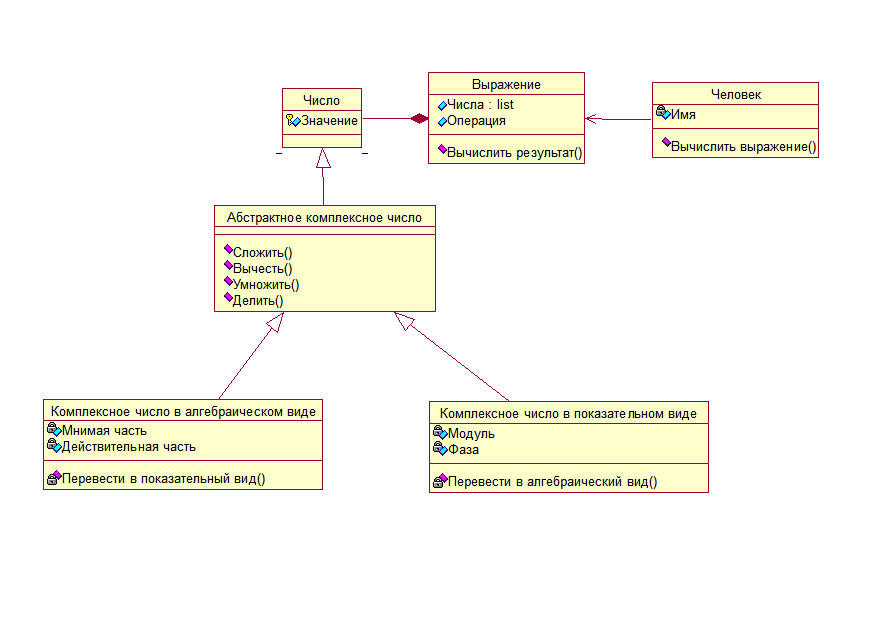 Число
Значение
Выражение
Числа : list
Операция
Вычислить результат()
Человек
Имя
Вычислить выражение()
Абстрактное комплексное число
Сложить()
Вычесть()
Умножить()
Делить()
Комплексное число в алгебраическом виде
Мнимая часть
Действительная часть
Перевести в показательный вид()
Комплексное число в показательном виде
Модуль
Фаза
Перевести в алгебраический вид()